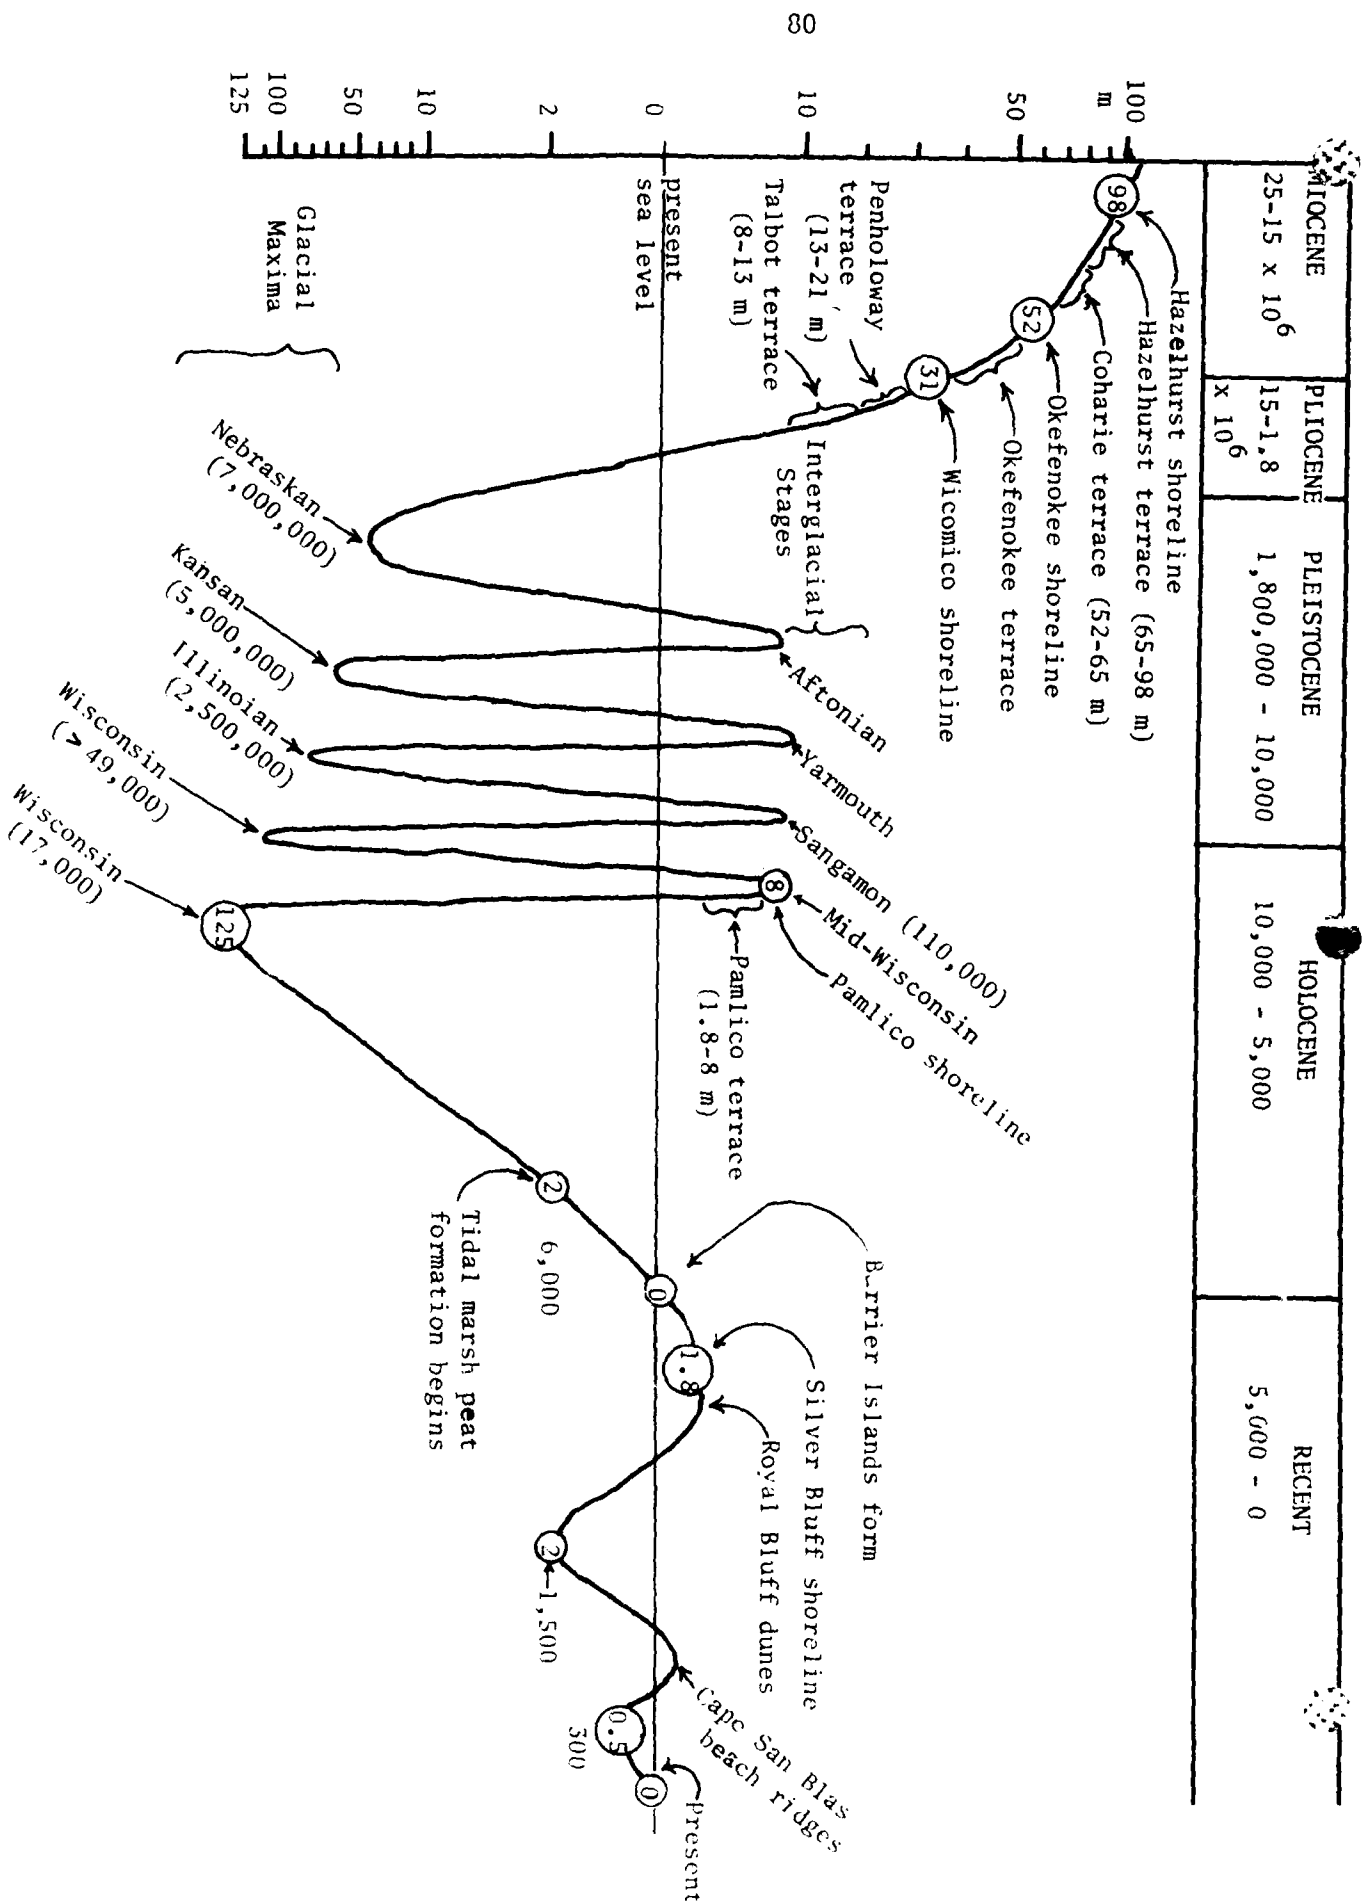 80
MIOCENE
25-15 x 10⁶
PLIOCENE
15-1.8
x 10⁶
PLEISTOCENE
1,800,000 - 10,000
HOLOCENE
10,000 - 5,000
RECENT
5,000 - 0
100
m
50
10
0
2
10
50
100
125
98
Hazelhurst shoreline
Hazelhurst terrace (65-98 m)
Coharie terrace (52-65 m)
52
Okefenokee shoreline
Okefenokee terrace
31
Wicomico shoreline
Penholoway
terrace
(13-21 m)
Talbot terrace
(8-13 m)
present
sea level
Interglacial
Stages
Glacial
Maxima
Nebraskan
(7,000,000)
Aftonian
Kansan
(5,000,000)
Yarmouth
Illinoian
(2,500,000)
Sangamon (110,000)
Wisconsin
(> 49,000)
8
Mid-Wisconsin
Pamlico shoreline
Pamlico terrace
(1.8-8 m)
Wisconsin
(17,000)
125
2
6,000
Tidal marsh peat
formation begins
0
Barrier Islands form
1.8
Silver Bluff shoreline
Royal Bluff dunes
2
1,500
Cape San Blas
beach ridges
0.5
300
0
Present